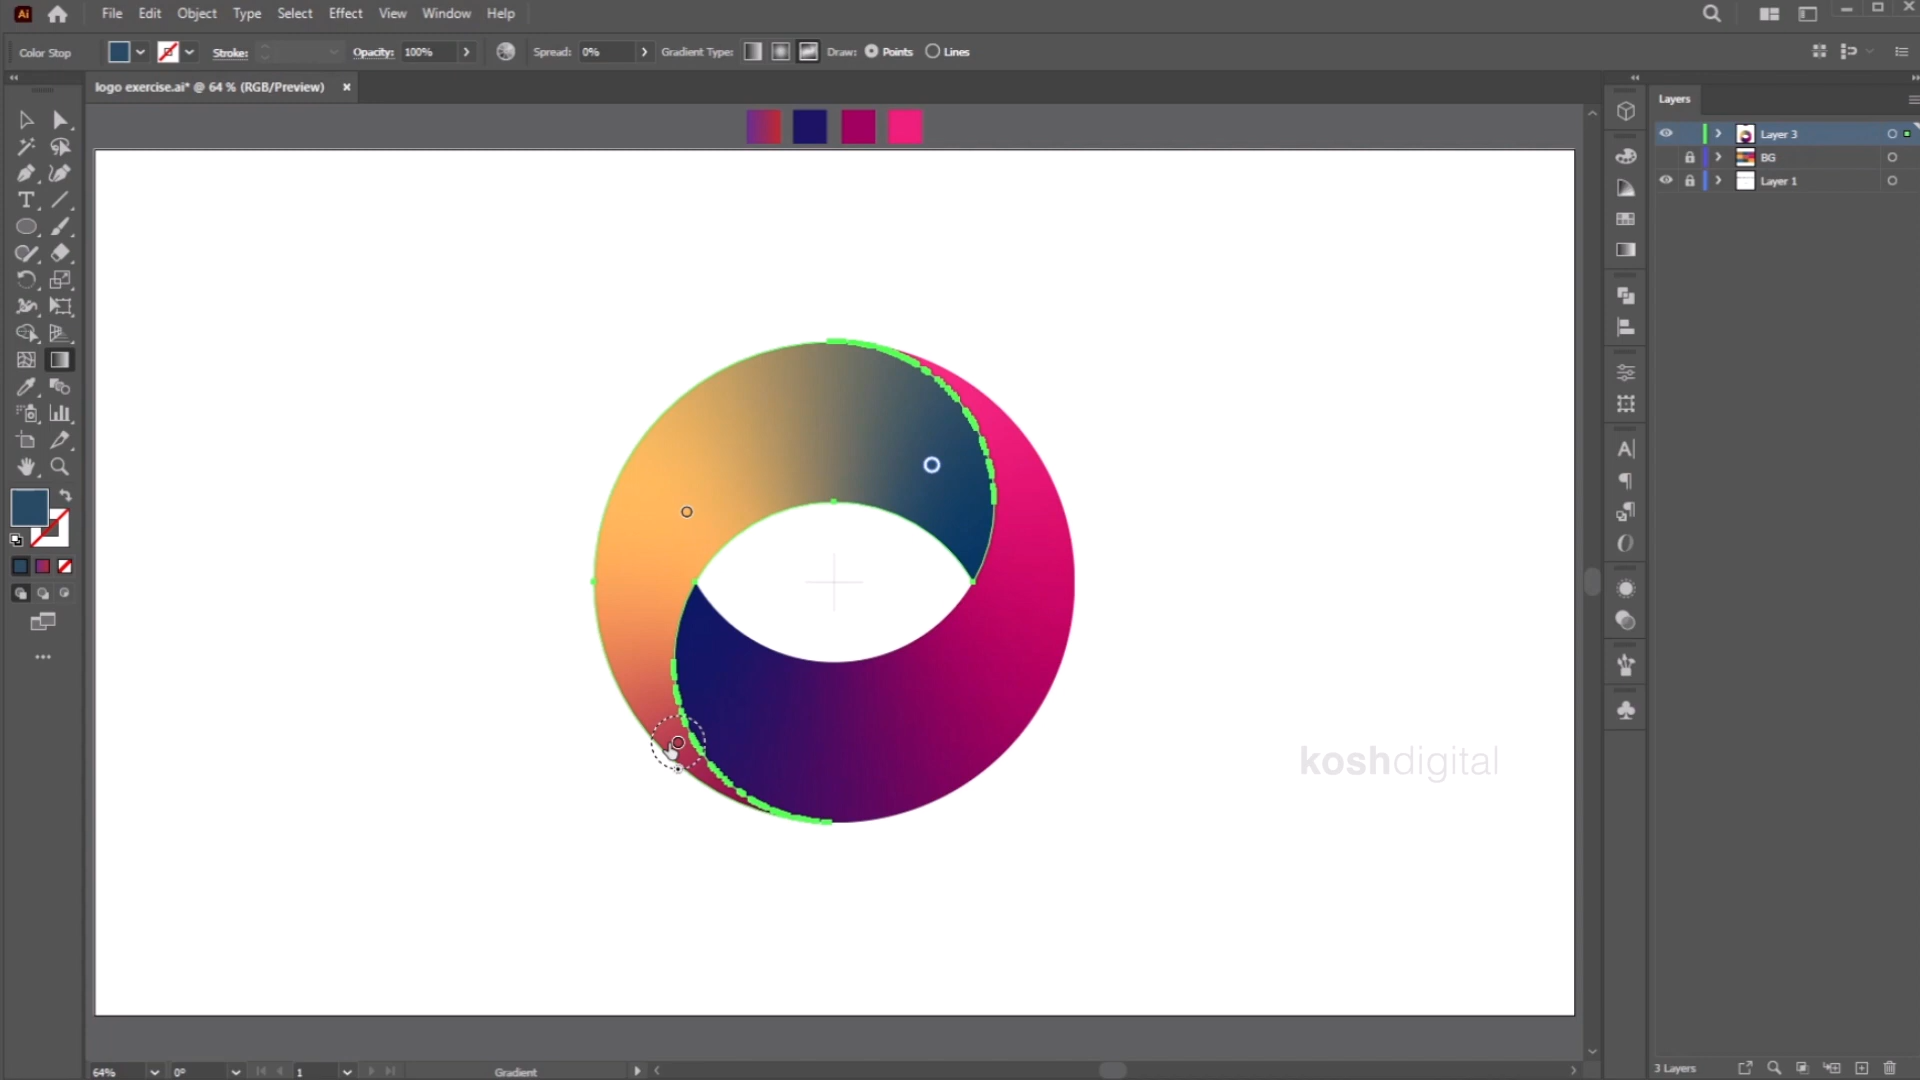 Ai File Edit Object Type Select Effect View Window Help
Color Stop Stroke: Opacity: 100% Spread: 0% Gradient Type: Draw: Points Lines
logo exercise.ai* @ 64 % (RGB/Preview)
Layers
Layer 3
BG
Layer 1
koshdigital
64% 0° 1 Gradient
3 Layers